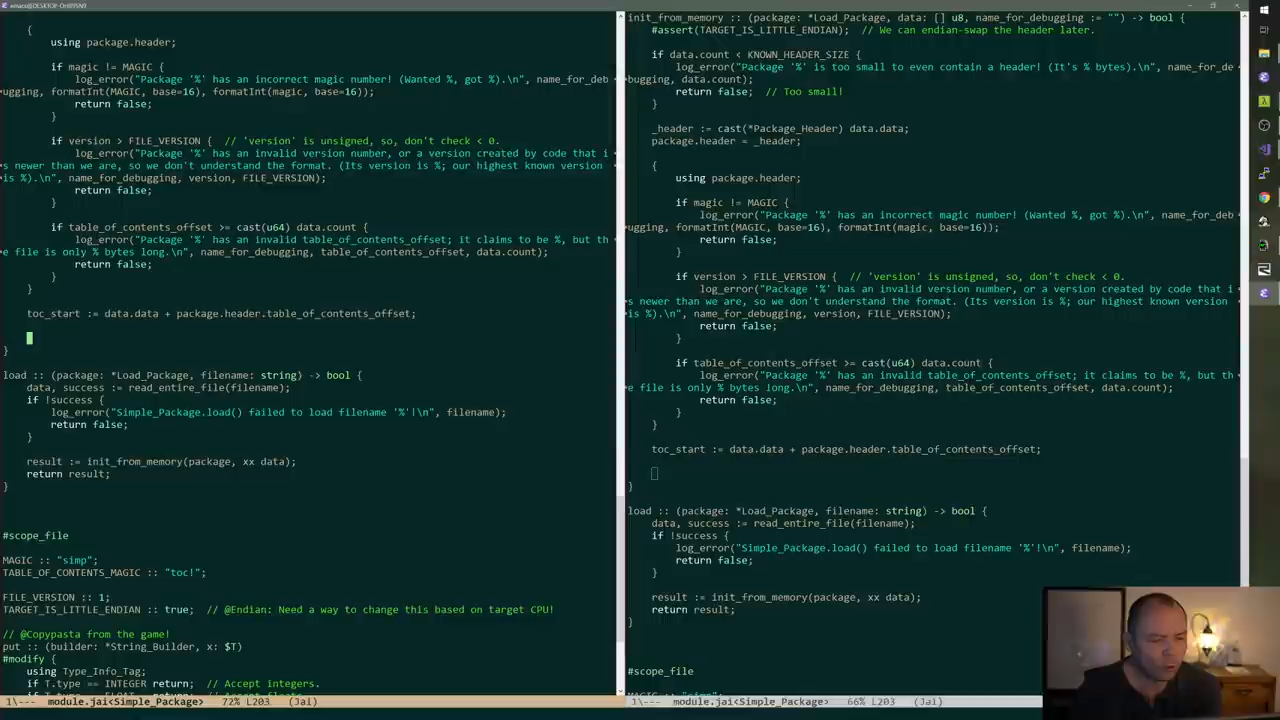 emacs@DESKTOP-OH89SN9
{
using package.header;
if magic != MAGIC {
log_error("Package '%' has an incorrect magic number! (Wanted %, got %).\n", name_for_deb
ugging, formatInt(MAGIC, base=16), formatInt(magic, base=16));
return false;
}
if version > FILE_VERSION {  // 'version' is unsigned, so, don't check < 0.
log_error("Package '%' has an invalid version number, or a version created by code that i
s newer than we are, so we don't understand the format. (Its version is %; our highest known version
is %).\n", name_for_debugging, version, FILE_VERSION);
return false;
}
if table_of_contents_offset >= cast(u64) data.count {
log_error("Package '%' has an invalid table_of_contents_offset; it claims to be %, but th
e file is only % bytes long.\n", name_for_debugging, table_of_contents_offset, data.count);
return false;
}
}
toc_start := data.data + package.header.table_of_contents_offset;
}
load :: (package: *Load_Package, filename: string) -> bool {
data, success := read_entire_file(filename);
if !success {
log_error("Simple_Package.load() failed to load filename '%'!\n", filename);
return false;
}
result := init_from_memory(package, xx data);
return result;
}
#scope_file
MAGIC :: "simp";
TABLE_OF_CONTENTS_MAGIC :: "toc!";
FILE_VERSION :: 1;
TARGET_IS_LITTLE_ENDIAN :: true;  // @Endian: Need a way to change this based on target CPU!
// @Copypasta from the game!
put :: (builder: *String_Builder, x: $T)
#modify {
using Type_Info_Tag;
if T.type == INTEGER return;  // Accept integers.
if T.type == FLOAT   return;  // Accept floats.
1\---  module.jai<Simple_Package>   72% L203   (Jai)
init_from_memory :: (package: *Load_Package, data: [] u8, name_for_debugging := "") -> bool {
#assert(TARGET_IS_LITTLE_ENDIAN);  // We can endian-swap the header later.
if data.count < KNOWN_HEADER_SIZE {
log_error("Package '%' is too small to even contain a header! (It's % bytes).\n", name_for_de
bugging, data.count);
return false;  // Too small!
}
_header := cast(*Package_Header) data.data;
package.header = _header;
{
using package.header;
if magic != MAGIC {
log_error("Package '%' has an incorrect magic number! (Wanted %, got %).\n", name_for_deb
ugging, formatInt(MAGIC, base=16), formatInt(magic, base=16));
return false;
}
if version > FILE_VERSION {  // 'version' is unsigned, so, don't check < 0.
log_error("Package '%' has an invalid version number, or a version created by code that i
s newer than we are, so we don't understand the format. (Its version is %; our highest known version
is %).\n", name_for_debugging, version, FILE_VERSION);
return false;
}
if table_of_contents_offset >= cast(u64) data.count {
log_error("Package '%' has an invalid table_of_contents_offset; it claims to be %, but th
e file is only % bytes long.\n", name_for_debugging, table_of_contents_offset, data.count);
return false;
}
}
toc_start := data.data + package.header.table_of_contents_offset;
}
load :: (package: *Load_Package, filename: string) -> bool {
data, success := read_entire_file(filename);
if !success {
log_error("Simple_Package.load() failed to load filename '%'!\n", filename);
return false;
}
result := init_from_memory(package, xx data);
return result;
}
#scope_file
MAGIC :: "simp";
1\---  module.jai<Simple_Package>   66% L203   (Jai)